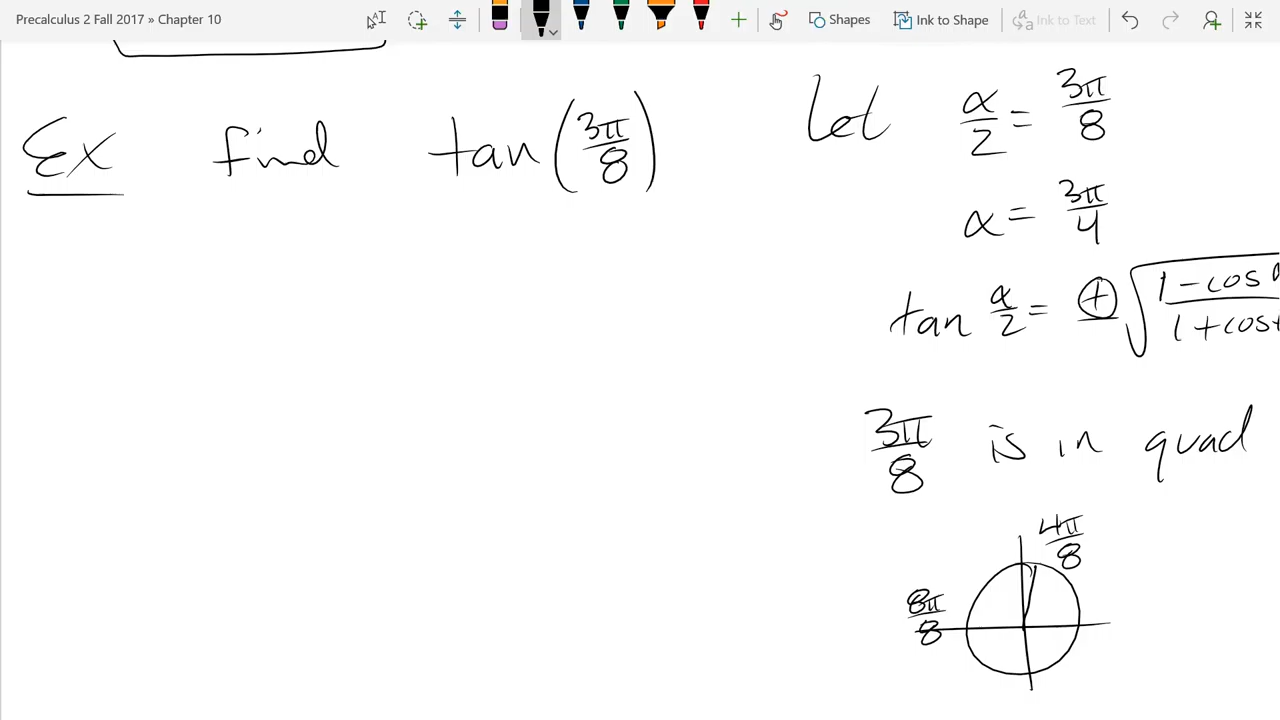 Precalculus 2 Fall 2017 » Chapter 10
Shapes
Ink to Shape
Ink to Text
Ex find tan(3π/8)
Let α/2 = 3π/8
α = 3π/4
tan α/2 = ± √(1-cos / 1+cos
3π/8 is in quad
4π/8
8π/8